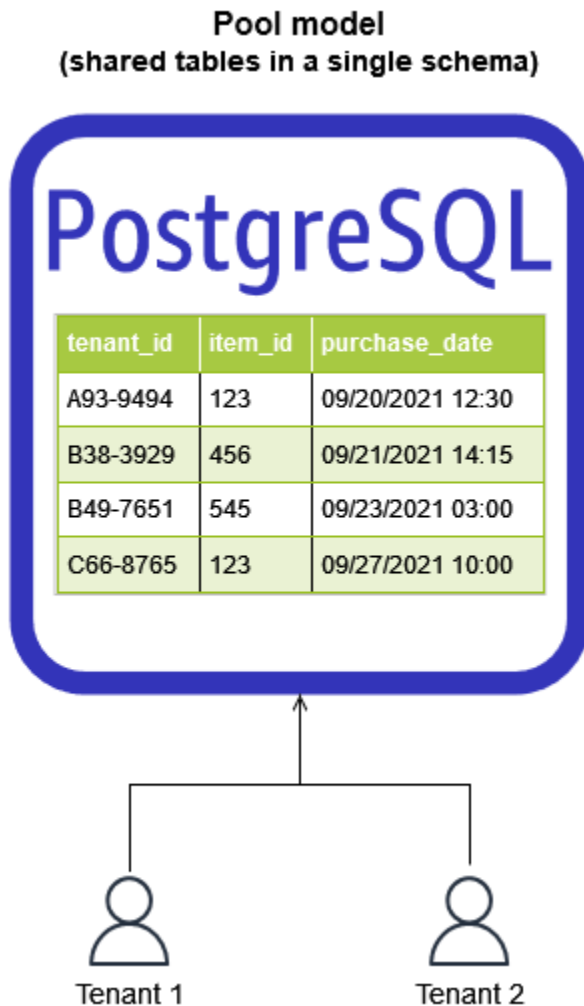 Pool model
(shared tables in a single schema)
PostgreSQL
tenant_id item_id purchase_date
A93-9494 123 09/20/2021 12:30
B38-3929 456 09/21/2021 14:15
B49-7651 545 09/23/2021 03:00
C66-8765 123 09/27/2021 10:00
Tenant 1 Tenant 2